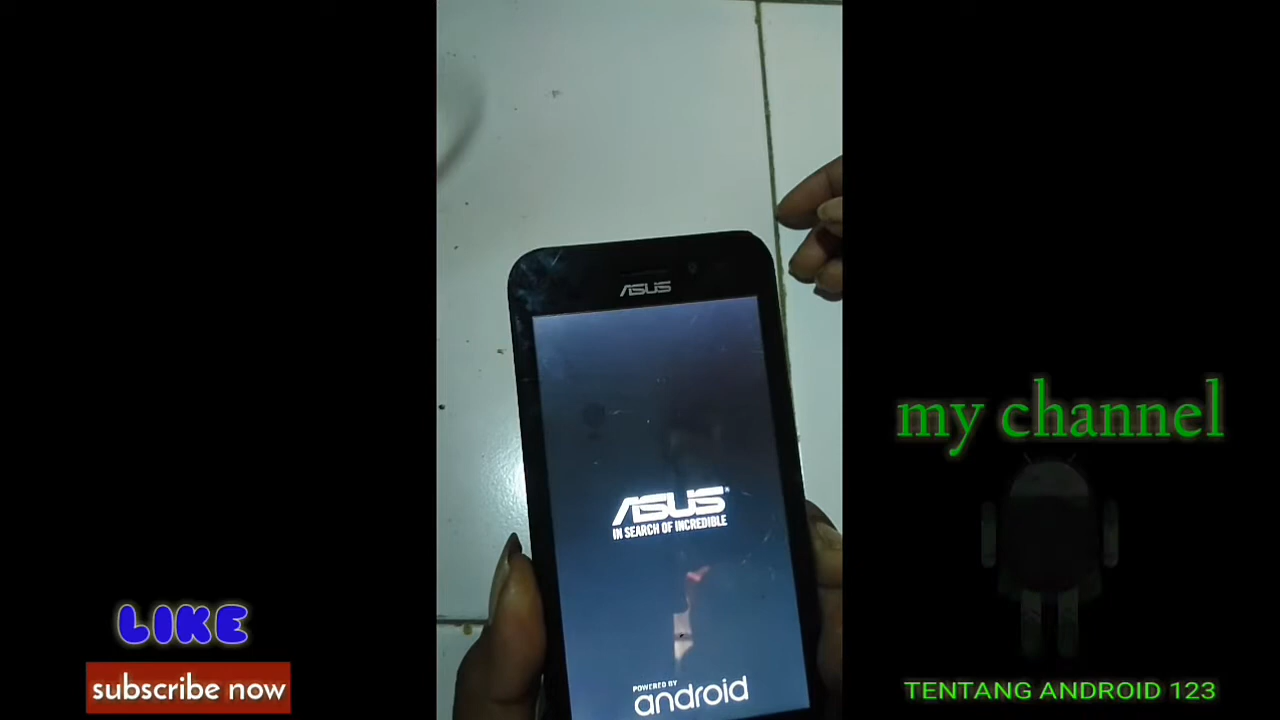 ASUS
ASUS
IN SEARCH OF INCREDIBLE
POWERED BY
android
my channel
LIKE
subscribe now
TENTANG ANDROID 123